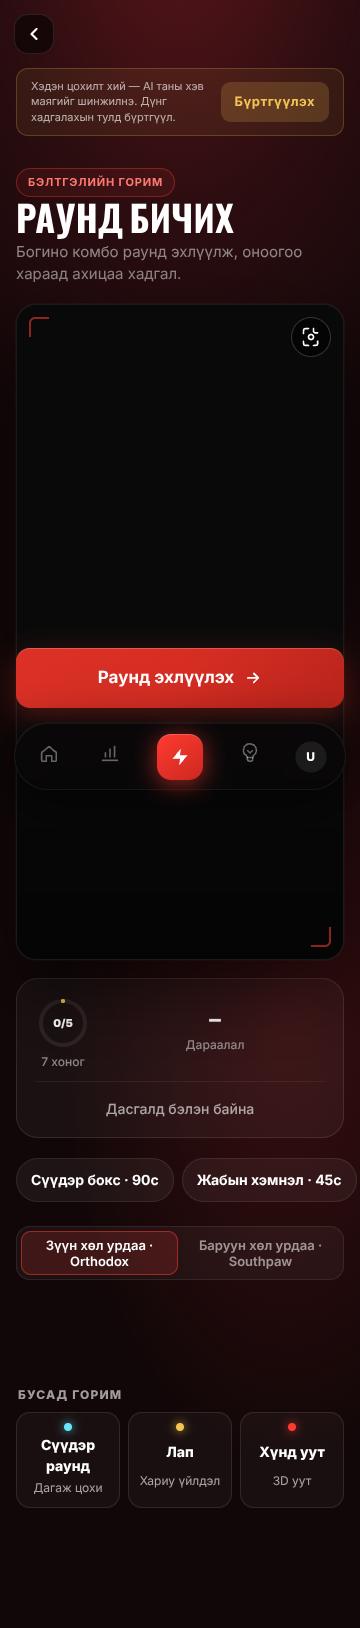 Хэдэн цохилт хий — AI таны хэв
маягийг шинжилнэ. Дүнг
хадгалахын тулд бүртгүүл.
Бүртгүүлэх
БЭЛТГЭЛИЙН ГОРИМ
РАУНД БИЧИХ
Богино комбо раунд эхлүүлж, оноогоо
хараад ахицаа хадгал.
Раунд эхлүүлэх →
U
0/5
7 хоног
–
Дараалал
Дасгалд бэлэн байна
Сүүдэр бокс · 90с
Жабын хэмнэл · 45с
Зүүн хөл урдаа ·
Orthodox
Баруун хөл урдаа ·
Southpaw
БУСАД ГОРИМ
Сүүдэр
раунд
Дагаж цохи
Лап
Хариу үйлдэл
Хүнд уут
3D уут